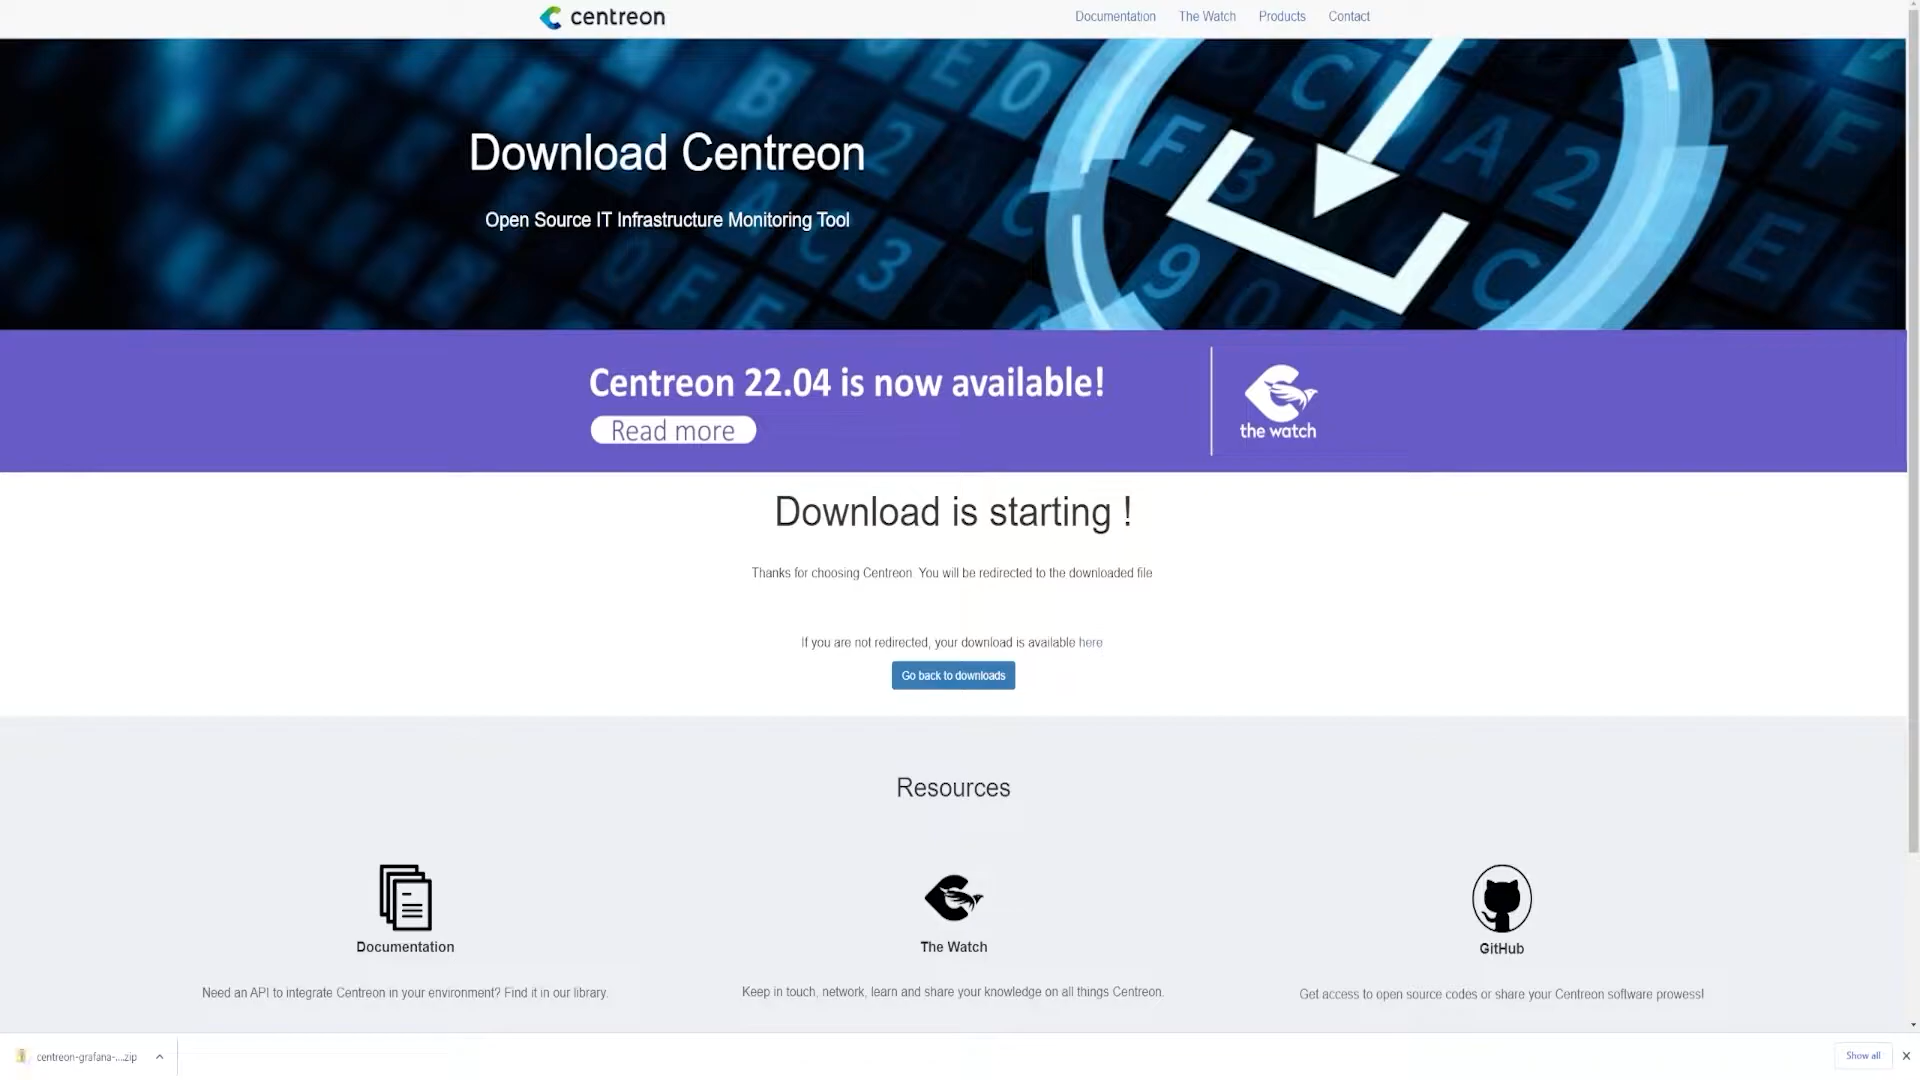 centreon
Documentation The Watch Products Contact
Download Centreon
Open Source IT Infrastructure Monitoring Tool
Centreon 22.04 is now available!
Read more
the watch
Download is starting !
Thanks for choosing Centreon. You will be redirected to the downloaded file
If you are not redirected, your download is available here
Go back to downloads
Resources
Documentation
The Watch
GitHub
Need an API to integrate Centreon in your environment? Find it in our library.
Keep in touch, network, learn and share your knowledge on all things Centreon.
Get access to open source codes or share your Centreon software prowess!
centreon-grafana-....zip
Show all